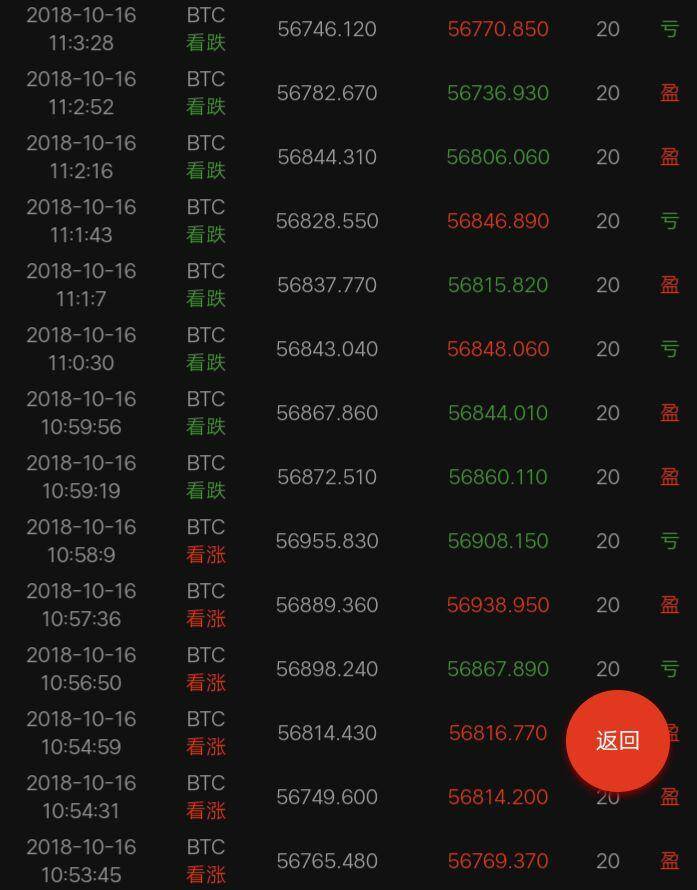 2018-10-16 BTC 56746.120 56770.850 20 亏
11:3:28 看跌
2018-10-16 BTC 56782.670 56736.930 20 盈
11:2:52 看跌
2018-10-16 BTC 56844.310 56806.060 20 盈
11:2:16 看跌
2018-10-16 BTC 56828.550 56846.890 20 亏
11:1:43 看跌
2018-10-16 BTC 56837.770 56815.820 20 盈
11:1:7 看跌
2018-10-16 BTC 56843.040 56848.060 20 亏
11:0:30 看跌
2018-10-16 BTC 56867.860 56844.010 20 盈
10:59:56 看跌
2018-10-16 BTC 56872.510 56860.110 20 盈
10:59:19 看跌
2018-10-16 BTC 56955.830 56908.150 20 亏
10:58:9 看涨
2018-10-16 BTC 56889.360 56938.950 20 盈
10:57:36 看涨
2018-10-16 BTC 56898.240 56867.890 20 亏
10:56:50 看涨
2018-10-16 BTC 56814.430 56816.770 盈
10:54:59 看涨
返回
2018-10-16 BTC 56749.600 56814.200 20 盈
10:54:31 看涨
2018-10-16 BTC 56765.480 56769.370 20 盈
10:53:45 看涨